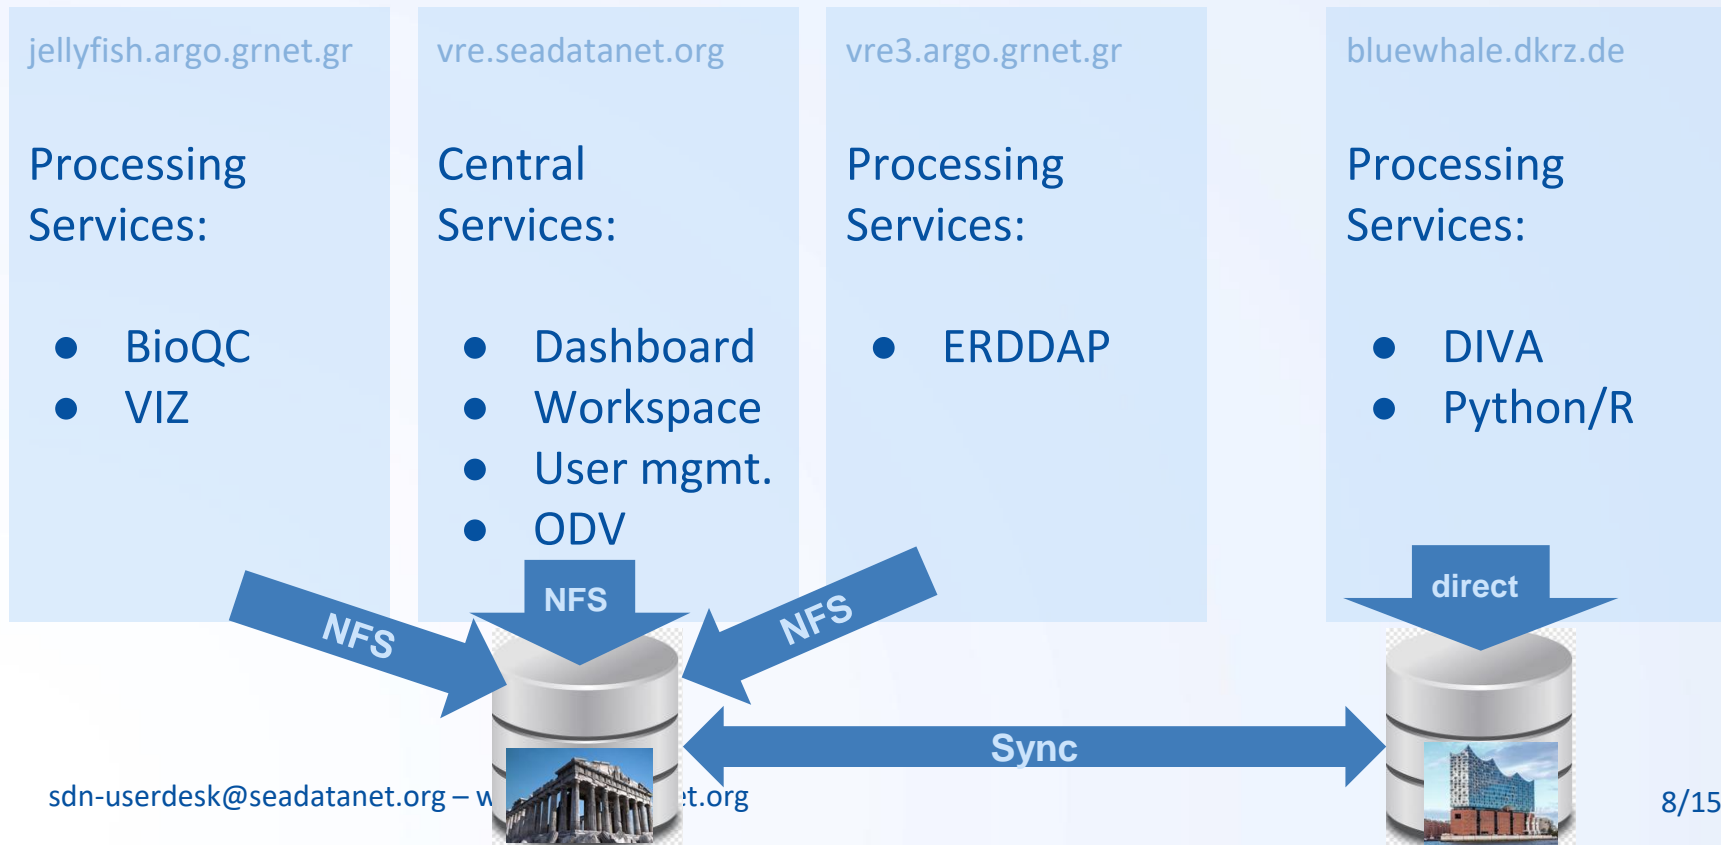 jellyfish.argo.grnet.gr
Processing
Services:
● BioQC
● VIZ
vre.seadatanet.org
Central
Services:
● Dashboard
● Workspace
● User mgmt.
● ODV
vre3.argo.grnet.gr
Processing
Services:
● ERDDAP
bluewhale.dkrz.de
Processing
Services:
● DIVA
● Python/R
NFS
NFS
NFS
direct
Sync
sdn-userdesk@seadatanet.org – w et.org
8/15